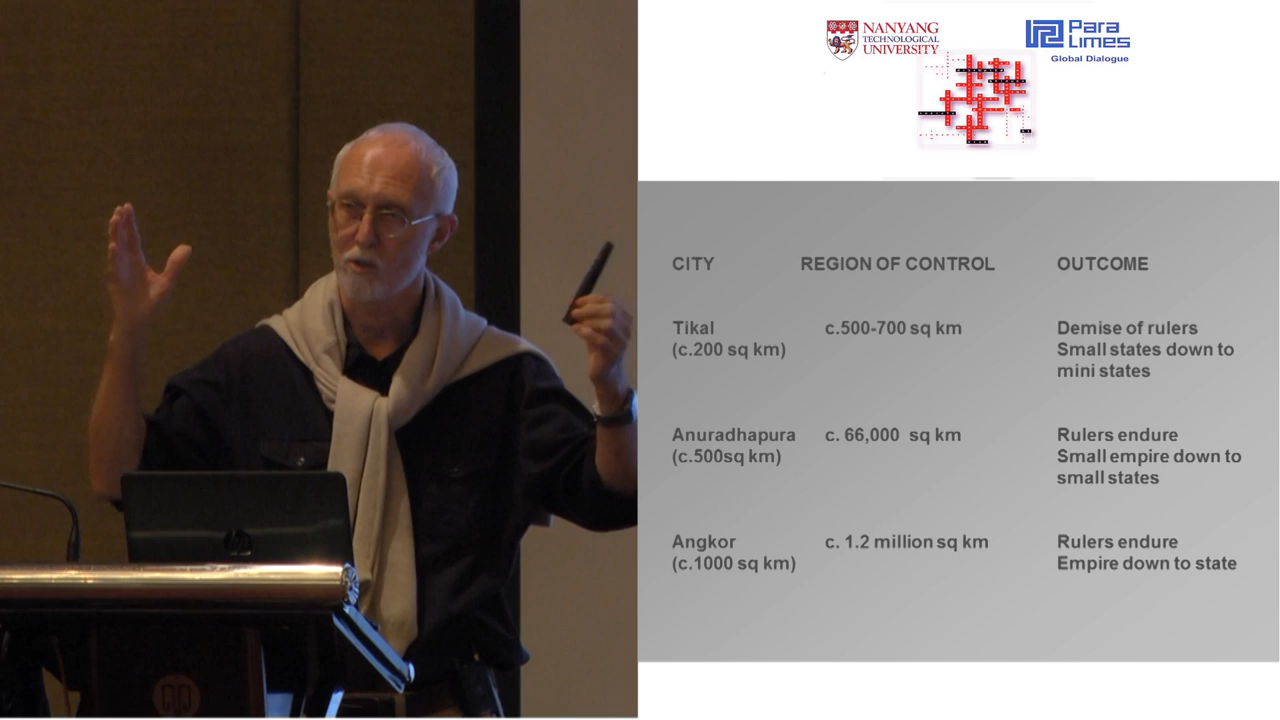 NANYANG
TECHNOLOGICAL
UNIVERSITY
Para
Limes
Global Dialogue
CITY REGION OF CONTROL OUTCOME
Tikal c.500-700 sq km Demise of rulers
(c.200 sq km) Small states down to
mini states
Anuradhapura c. 66,000 sq km Rulers endure
(c.500sq km) Small empire down to
small states
Angkor c. 1.2 million sq km Rulers endure
(c.1000 sq km) Empire down to state
hp